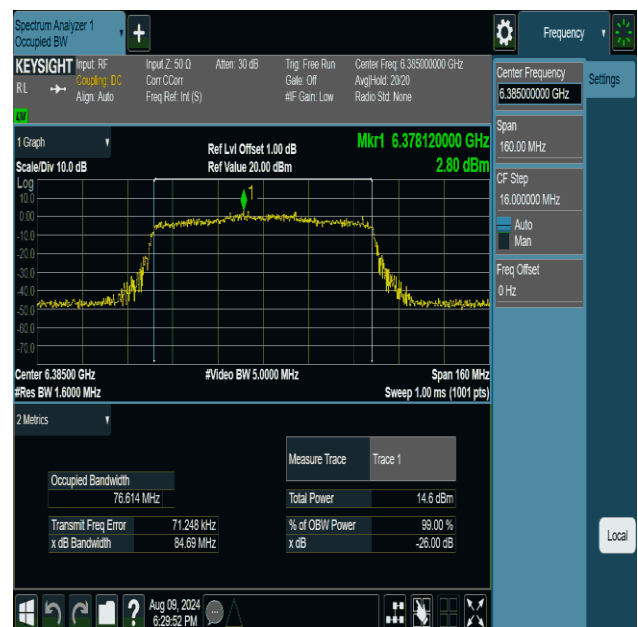 Spectrum Analyzer 1
Occupied BW
Frequency
KEYSIGHT
Input: RF
Coupling: DC
Align: Auto
RL
Input Z: 50 Ω
Corr CCorr
Freq Ref: Int (S)
Atten: 30 dB
Trig: Free Run
Gate: Off
#IF Gain: Low
Center Freq: 6.385000000 GHz
Avg|Hold: 20/20
Radio Std: None
Center Frequency
6.385000000 GHz
Settings
Span
160.00 MHz
CF Step
16.000000 MHz
Auto
Man
Freq Offset
0 Hz
1 Graph
Scale/Div 10.0 dB
Ref Lvl Offset 1.00 dB
Ref Value 20.00 dBm
Mkr1 6.378120000 GHz
2.80 dBm
Log
10.0
0.00
-10.0
-20.0
-30.0
-40.0
-50.0
-60.0
-70.0
1
Center 6.38500 GHz
#Res BW 1.6000 MHz
#Video BW 5.0000 MHz
Span 160 MHz
Sweep 1.00 ms (1001 pts)
2 Metrics
Measure Trace
Trace 1
Occupied Bandwidth
76.614 MHz
Total Power
14.6 dBm
Transmit Freq Error
71.248 kHz
% of OBW Power
99.00 %
x dB Bandwidth
84.69 MHz
x dB
-26.00 dB
Local
?
Aug 09, 2024
6:29:52 PM